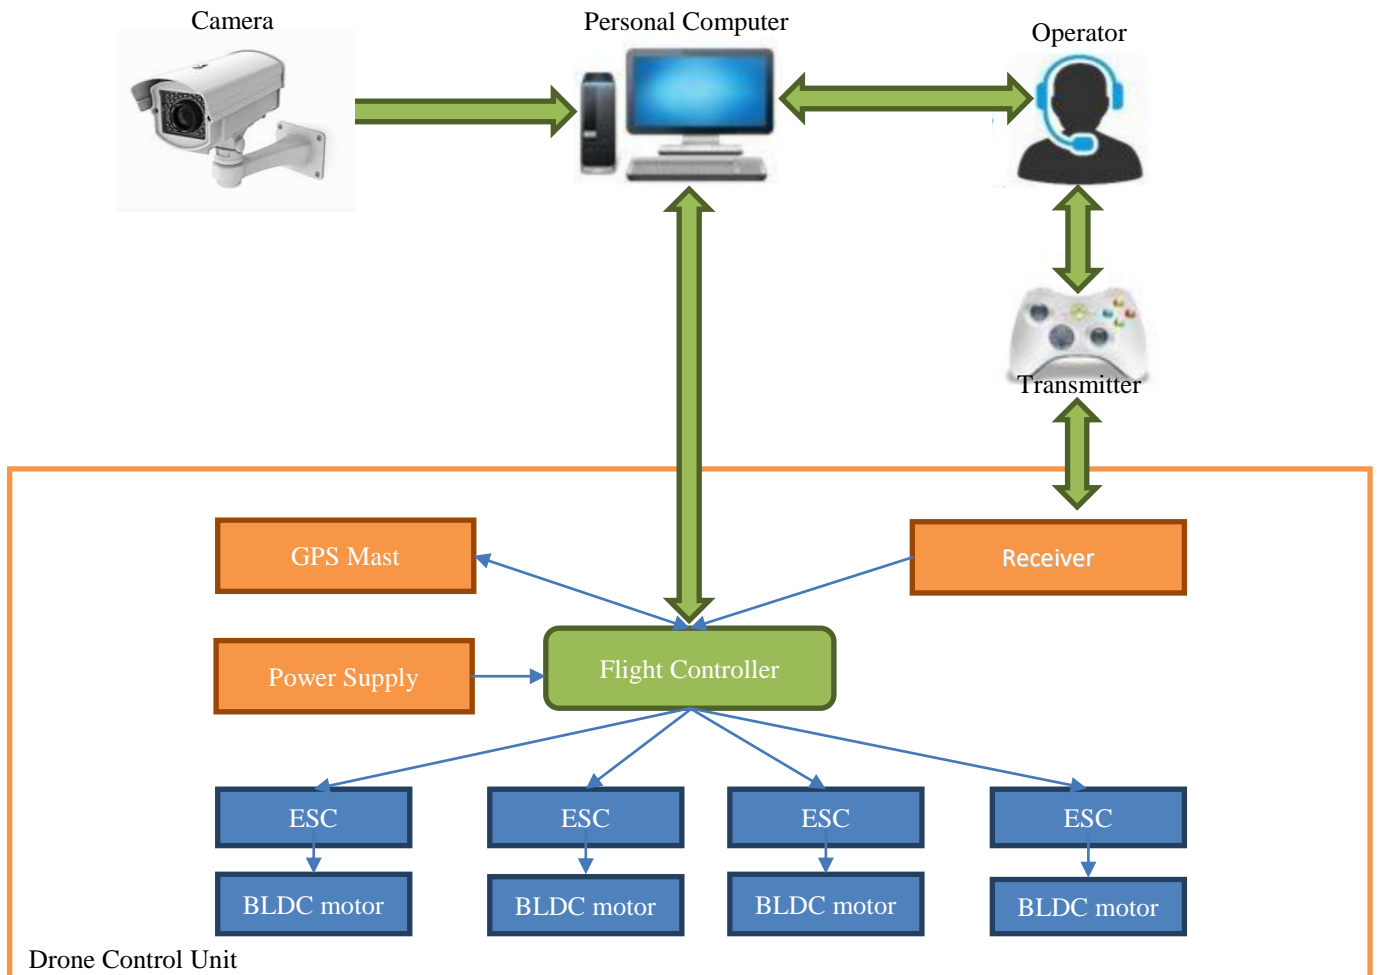 Camera
Personal Computer
Operator
Transmitter
GPS Mast
Receiver
Power Supply
Flight Controller
ESC
ESC
ESC
ESC
BLDC motor
BLDC motor
BLDC motor
BLDC motor
Drone Control Unit